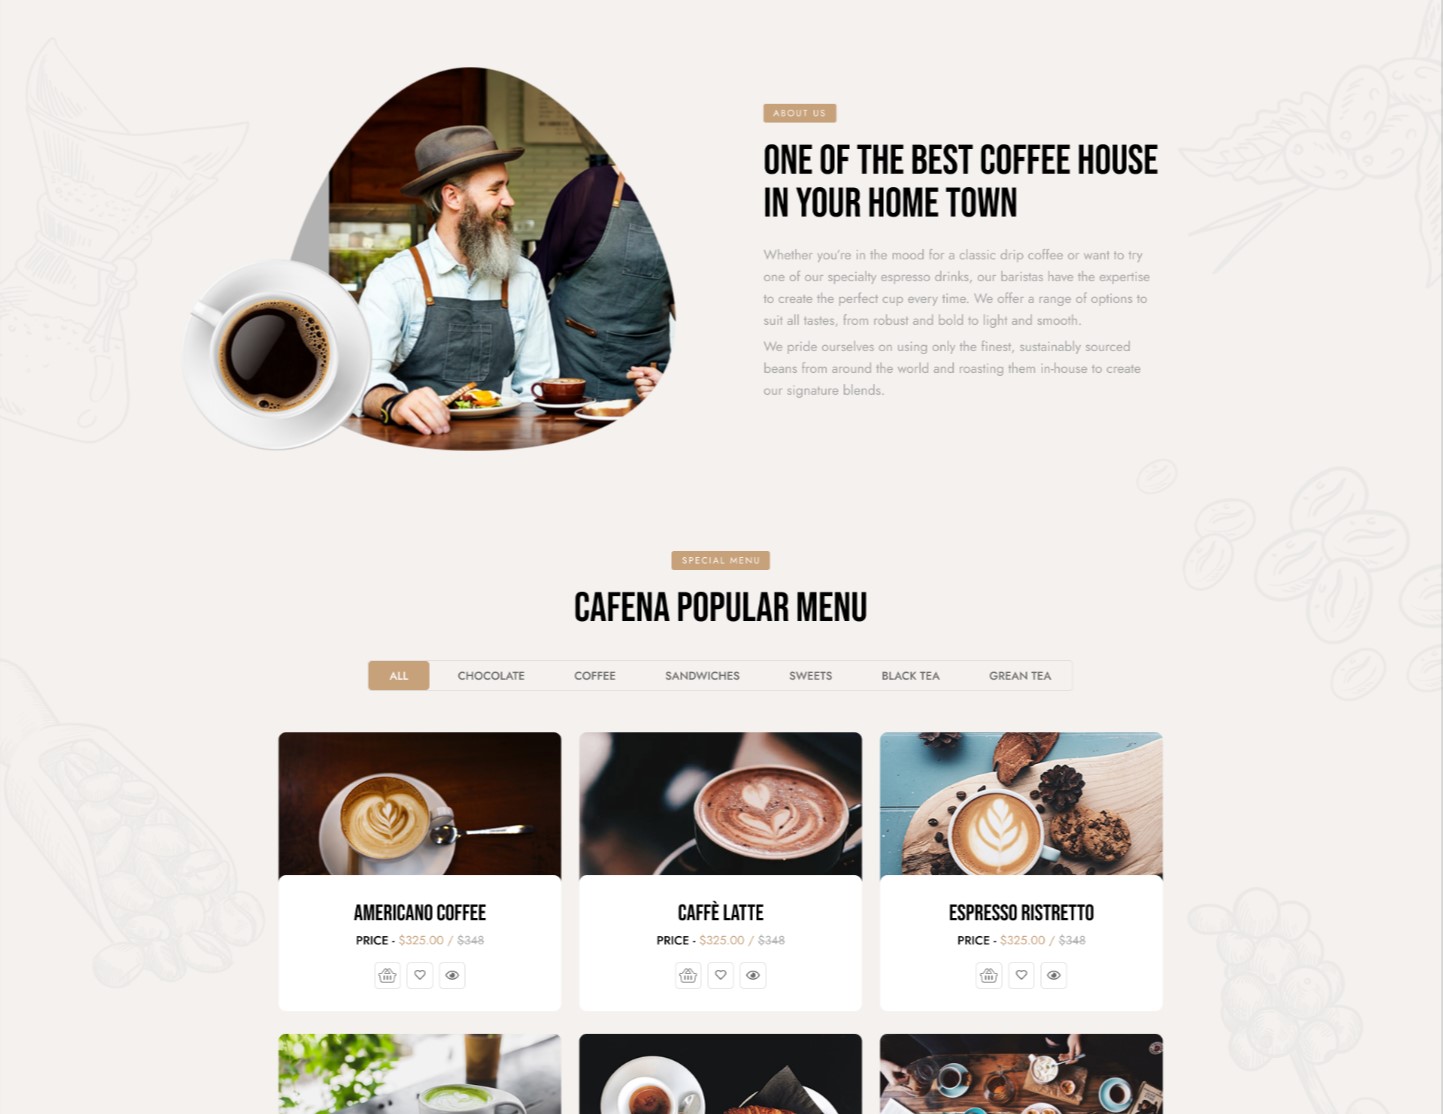 ABOUT US
ONE OF THE BEST COFFEE HOUSE
IN YOUR HOME TOWN
Whether you're in the mood for a classic drip coffee or want to try
one of our specialty espresso drinks, our baristas have the expertise
to create the perfect cup every time. We offer a range of options to
suit all tastes, from robust and bold to light and smooth.
We pride ourselves on using only the finest, sustainably sourced
beans from around the world and roasting them in-house to create
our signature blends.
SPECIAL MENU
CAFENA POPULAR MENU
ALL CHOCOLATE COFFEE SANDWICHES SWEETS BLACK TEA GREAN TEA
AMERICANO COFFEE
PRICE - $325.00 / $348
CAFFÈ LATTE
PRICE - $325.00 / $348
ESPRESSO RISTRETTO
PRICE - $325.00 / $348